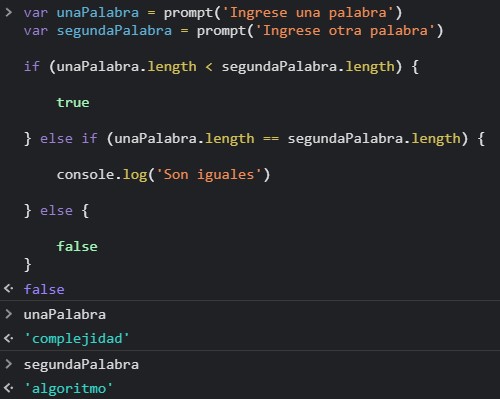 > var unaPalabra = prompt('Ingrese una palabra')
var segundaPalabra = prompt('Ingrese otra palabra')
if (unaPalabra.length < segundaPalabra.length) {
true
} else if (unaPalabra.length == segundaPalabra.length) {
console.log('Son iguales')
} else {
false
}
false
> unaPalabra
'complejidad'
> segundaPalabra
'algoritmo'